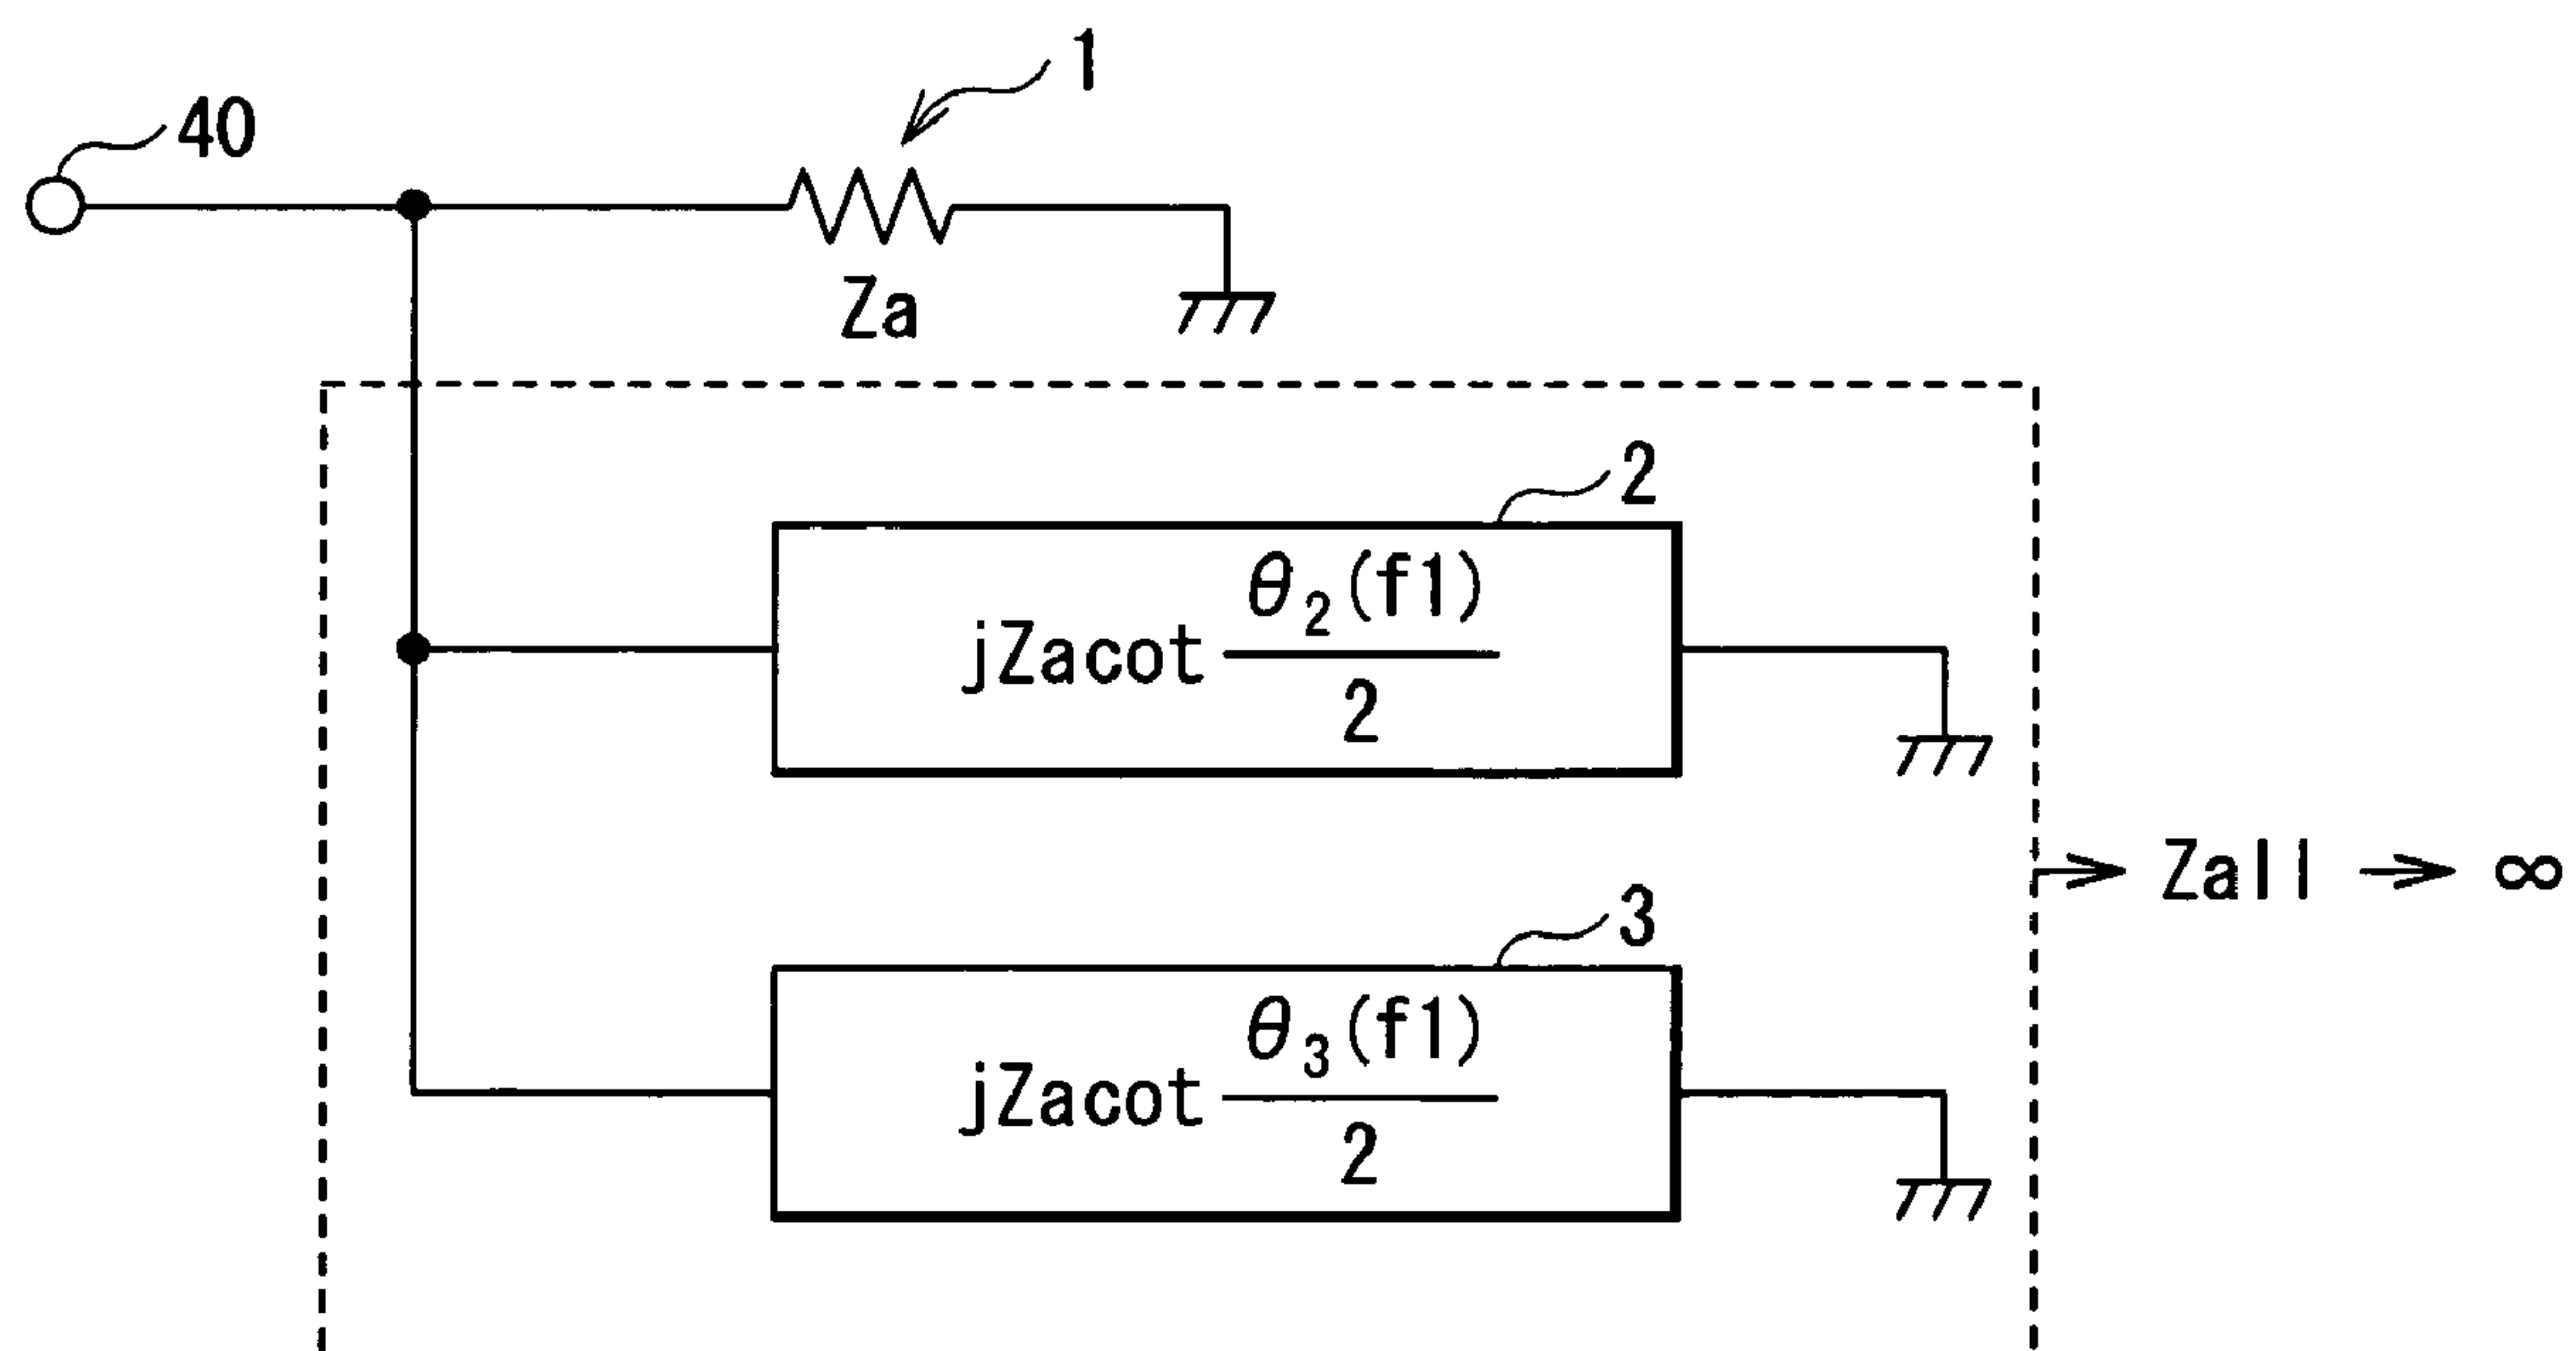 1
40
Za
2
jZacot θ₂(f1)/2
Zall → ∞
3
jZacot θ₃(f1)/2